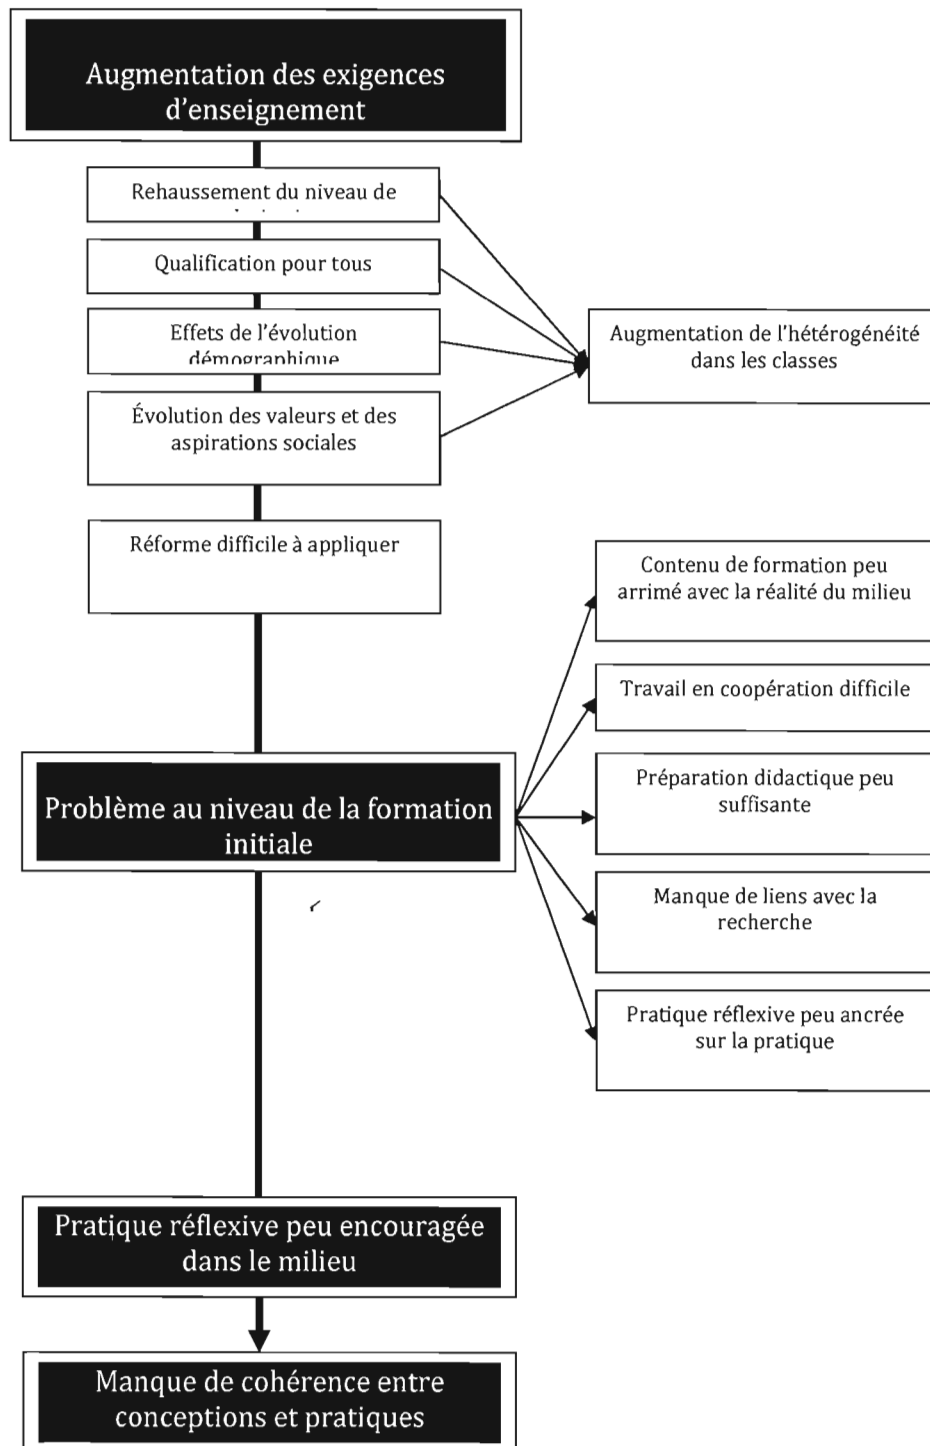 Augmentation des exigences
d'enseignement
Rehaussement du niveau de
Qualification pour tous
Effets de l'évolution
démographique
Évolution des valeurs et des
aspirations sociales
Augmentation de l'hétérogénéité
dans les classes
Réforme difficile à appliquer
Contenu de formation peu
arrimé avec la réalité du milieu
Travail en coopération difficile
Problème au niveau de la formation
initiale
Préparation didactique peu
suffisante
Manque de liens avec la
recherche
Pratique réflexive peu ancrée
sur la pratique
Pratique réflexive peu encouragée
dans le milieu
Manque de cohérence entre
conceptions et pratiques